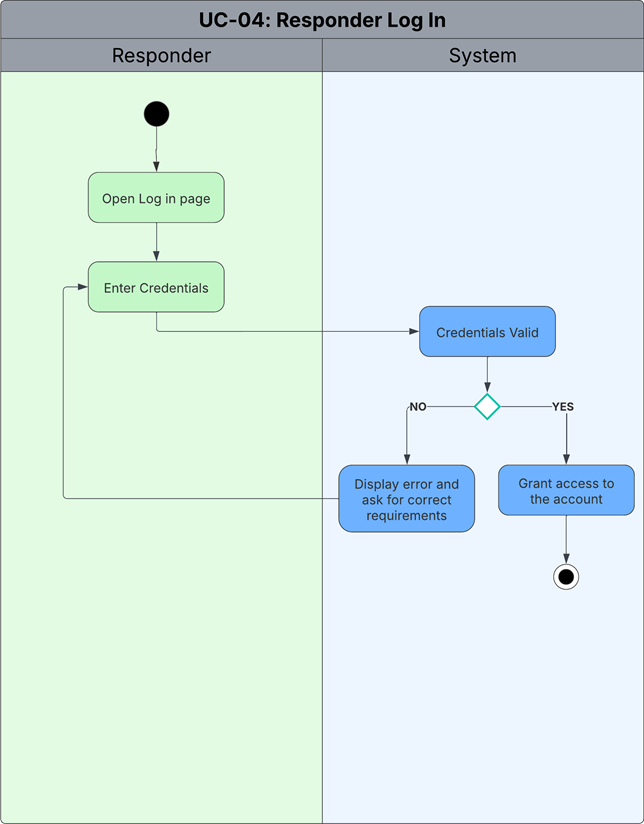 UC-04: Responder Log In
Responder
System
Open Log in page
Enter Credentials
Credentials Valid
NO
YES
Display error and
ask for correct
requirements
Grant access to
the account